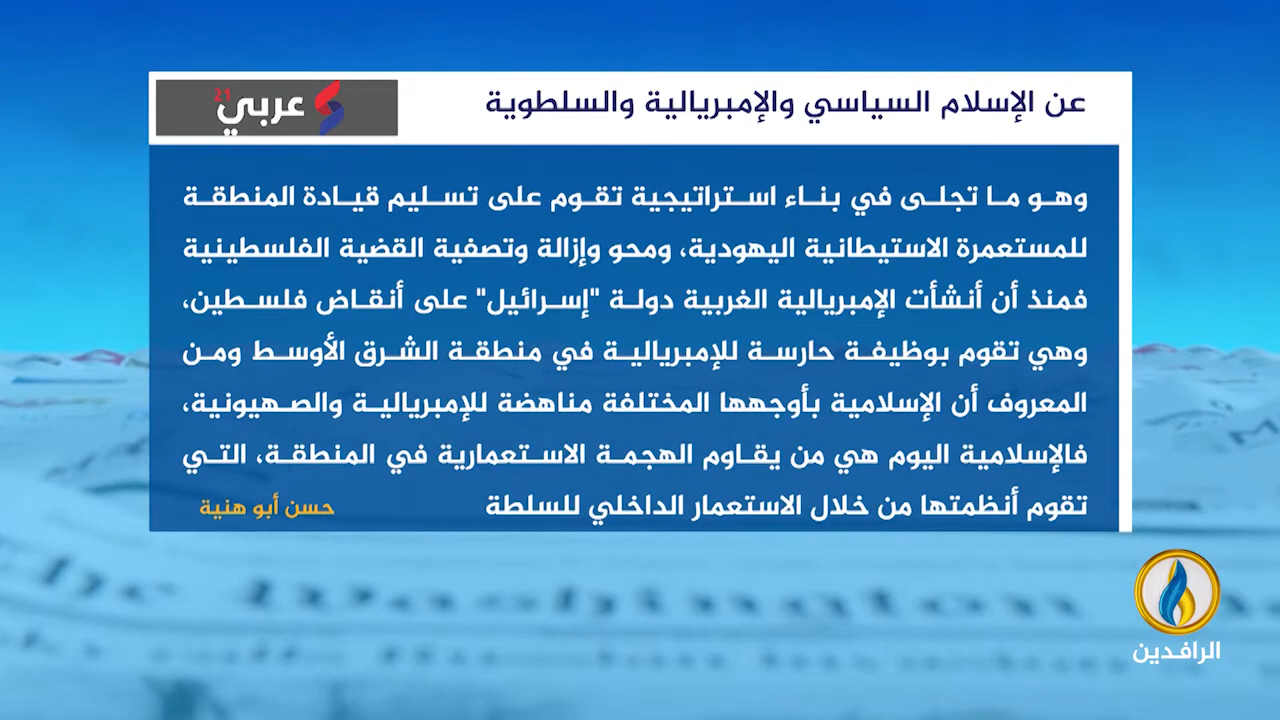 عن الإسلام السياسي والإمبريالية والسلطوية
عربي 21
وهو ما تجلى في بناء استراتيجية تقوم على تسليم قيادة المنطقة
للمستعمرة الاستيطانية اليهودية، ومحو وإزالة وتصفية القضية الفلسطينية
فمنذ أن أنشأت الإمبريالية الغربية دولة "إسرائيل" على أنقاض فلسطين،
وهي تقوم بوظيفة حارسة للإمبريالية في منطقة الشرق الأوسط ومن
المعروف أن الإسلامية بأوجهها المختلفة مناهضة للإمبريالية والصهيونية،
فالإسلامية اليوم هي من يقاوم الهجمة الاستعمارية في المنطقة، التي
تقوم أنظمتها من خلال الاستعمار الداخلي للسلطة
حسن أبو هنية
الرافدين